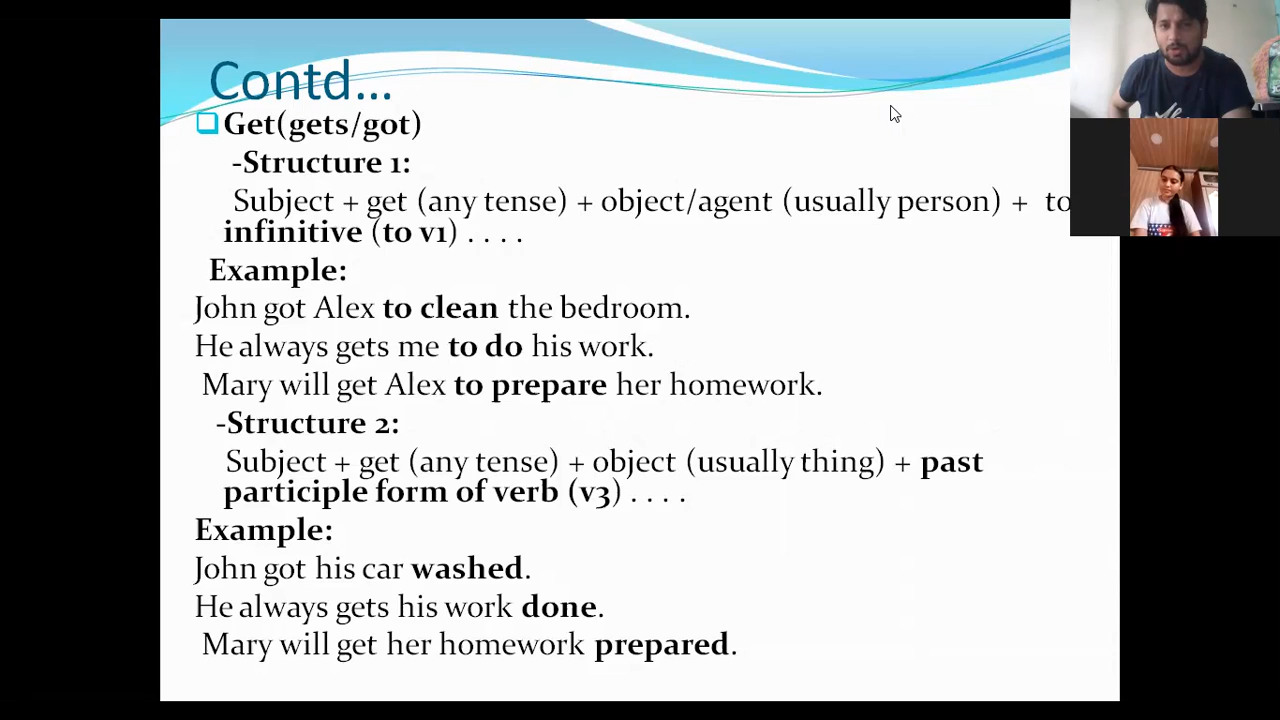 Contd...
Get(gets/got)
-Structure 1:
Subject + get (any tense) + object/agent (usually person) + to
infinitive (to v1) . . . .
Example:
John got Alex to clean the bedroom.
He always gets me to do his work.
Mary will get Alex to prepare her homework.
-Structure 2:
Subject + get (any tense) + object (usually thing) + past
participle form of verb (v3) . . . .
Example:
John got his car washed.
He always gets his work done.
Mary will get her homework prepared.